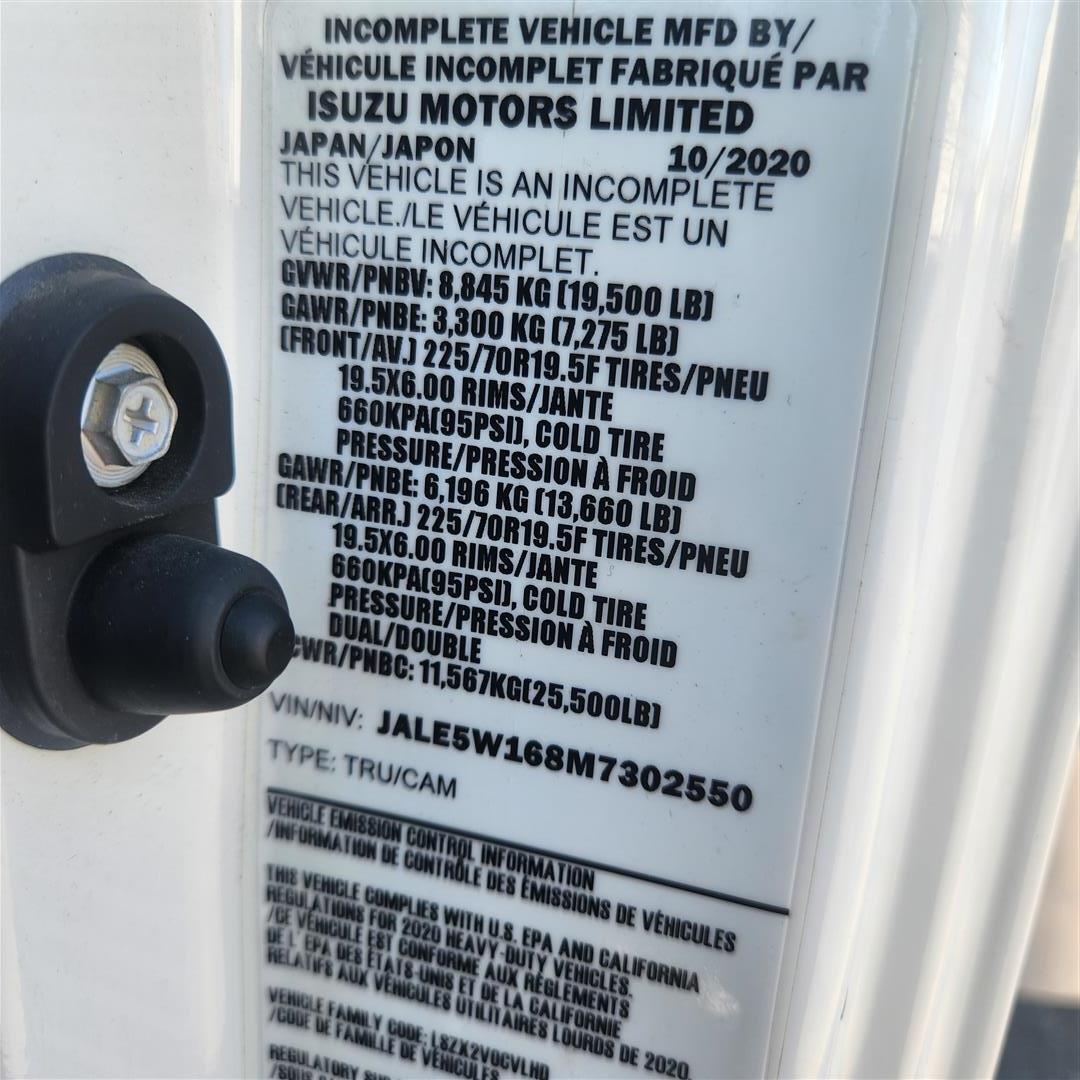 INCOMPLETE VEHICLE MFD BY/
VÉHICULE INCOMPLET FABRIQUÉ PAR
ISUZU MOTORS LIMITED
JAPAN/JAPON 10/2020
THIS VEHICLE IS AN INCOMPLETE
VEHICLE./LE VÉHICULE EST UN
VÉHICULE INCOMPLET.
GVWR/PNBV: 8,845 KG (19,500 LB)
GAWR/PNBE: 3,300 KG (7,275 LB)
(FRONT/AV.) 225/70R19.5F TIRES/PNEU
19.5X6.00 RIMS/JANTE
660KPA(95PSI), COLD TIRE
PRESSURE/PRESSION À FROID
GAWR/PNBE: 6,196 KG (13,660 LB)
(REAR/ARR.) 225/70R19.5F TIRES/PNEU
19.5X6.00 RIMS/JANTE
660KPA(95PSI), COLD TIRE
PRESSURE/PRESSION À FROID
DUAL/DOUBLE
CWR/PNBC: 11,567KG(25,500LB)
VIN/NIV: JALE5W168M7302550
TYPE: TRU/CAM
VEHICLE EMISSION CONTROL INFORMATION
/INFORMATION DE CONTRÔLE DES ÉMISSIONS DE VÉHICULES
THIS VEHICLE COMPLIES WITH U.S. EPA AND CALIFORNIA
REGULATIONS FOR 2020 HEAVY-DUTY VEHICLES.
/CE VÉHICULE EST CONFORME AUX RÈGLEMENTS
DE L'EPA DES ÉTATS-UNIS ET DE LA CALIFORNIE
RELATIFS AUX VÉHICULES UTILITAIRES LOURDS DE 2020.
VEHICLE FAMILY CODE: LSZX2VOCVLHD
/CODE DE FAMILLE DE VÉHICULES
REGULATORY